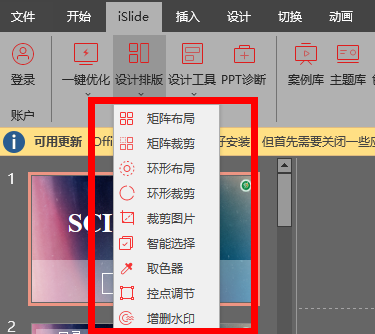 文件 开始 iSlide 插入 设计 切换 动画
登录 一键优化 设计排版 设计工具 PPT诊断 案例库 主题库
账户
可用更新 Offi 好安装，但首先需要关闭一些应
矩阵布局
矩阵裁剪
环形布局
环形裁剪
裁剪图片
智能选择
取色器
控点调节
增删水印
1
SCI
2